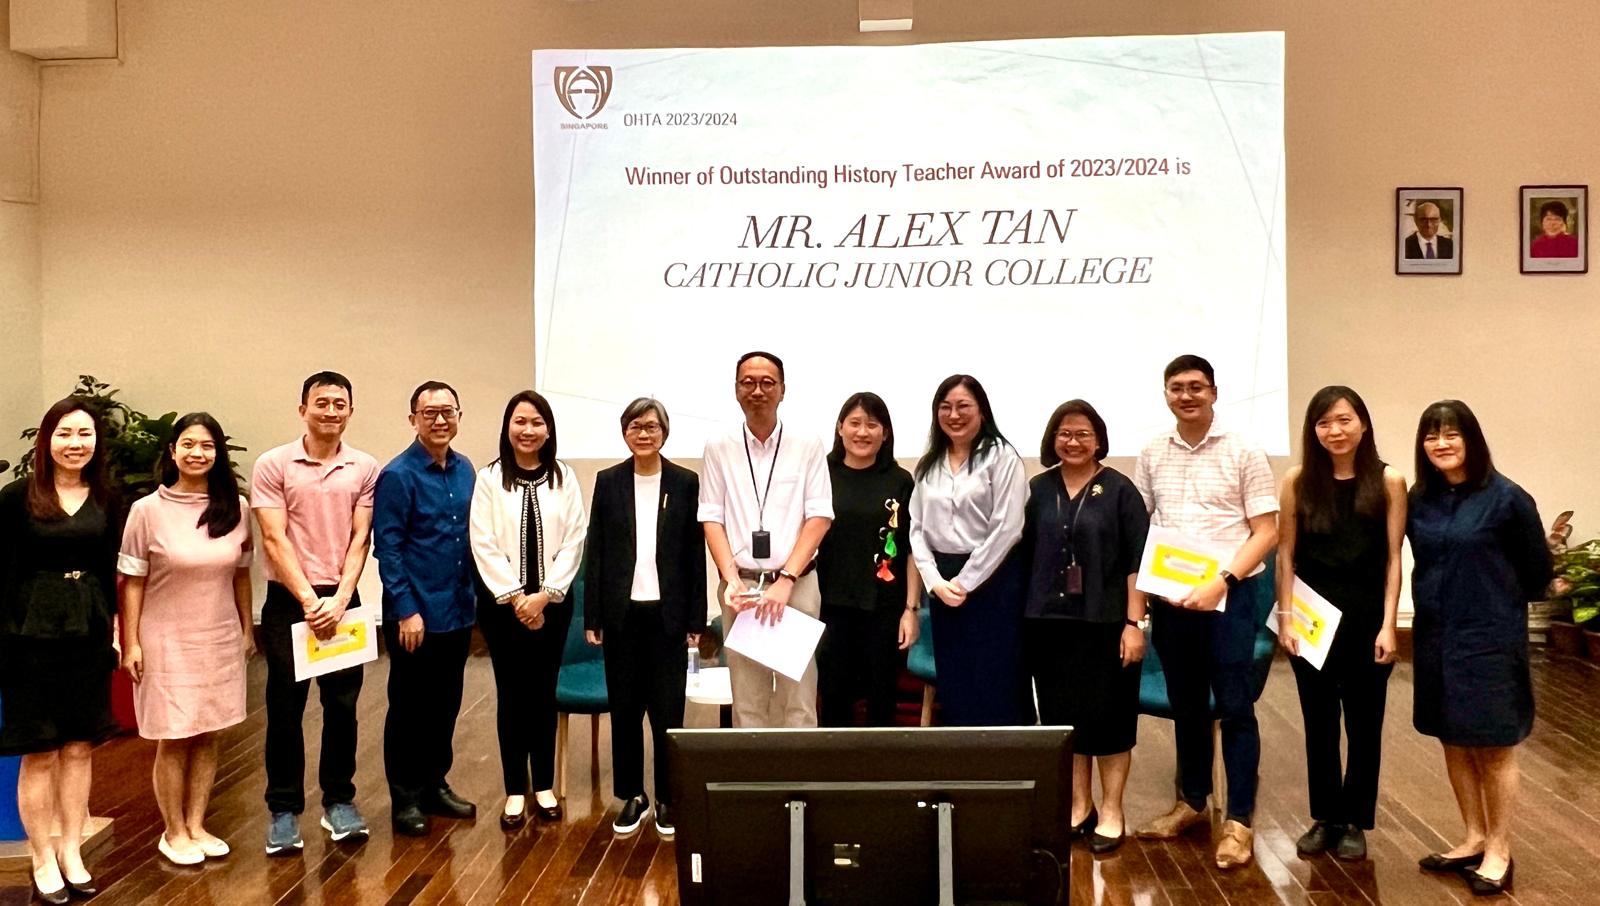 SINGAPORE
OHTA 2023/2024
Winner of Outstanding History Teacher Award of 2023/2024 is
MR. ALEX TAN
CATHOLIC JUNIOR COLLEGE